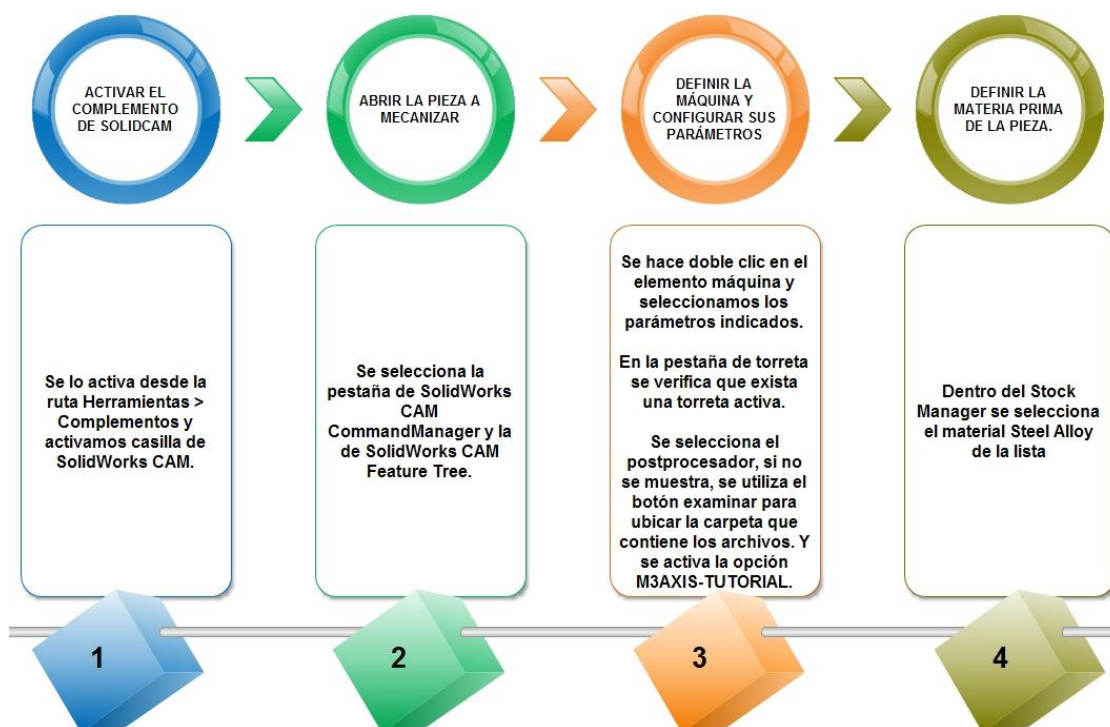 ACTIVAR EL
COMPLEMENTO
DE SOLIDCAM
ABRIR LA PIEZA A
MECANIZAR
DEFINIR LA
MÁQUINA Y
CONFIGURAR SUS
PARÁMETROS
DEFINIR LA
MATERIA PRIMA
DE LA PIEZA.
Se lo activa desde la
ruta Herramientas >
Complementos y
activamos casilla de
SolidWorks CAM.
Se selecciona la
pestaña de SolidWorks
CAM
CommandManager y la
de SolidWorks CAM
Feature Tree.
Se hace doble clic en el
elemento máquina y
seleccionamos los
parámetros indicados.
En la pestaña de torreta
se verifica que exista
una torreta activa.
Se selecciona el
postprocesador, si no
se muestra, se utiliza el
botón examinar para
ubicar la carpeta que
contiene los archivos. Y
se activa la opción
M3AXIS-TUTORIAL.
Dentro del Stock
Manager se selecciona
el material Steel Alloy
de la lista
1
2
3
4